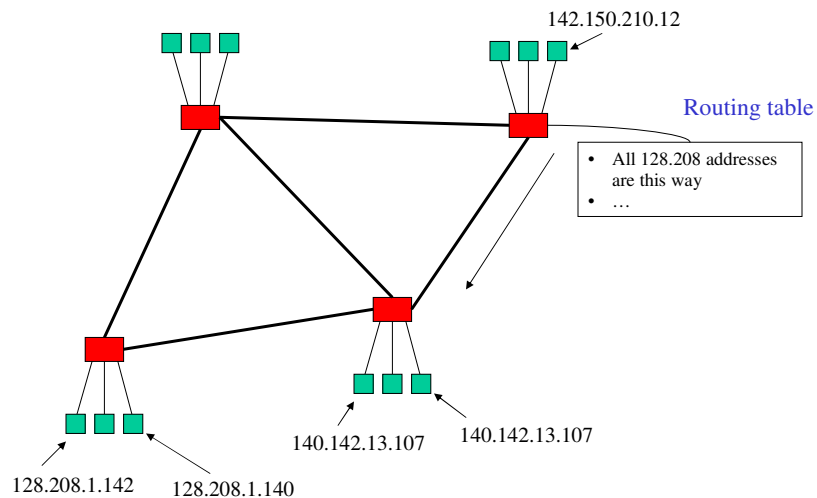 142.150.210.12
Routing table
• All 128.208 addresses
are this way
• …
140.142.13.107
140.142.13.107
128.208.1.142
128.208.1.140